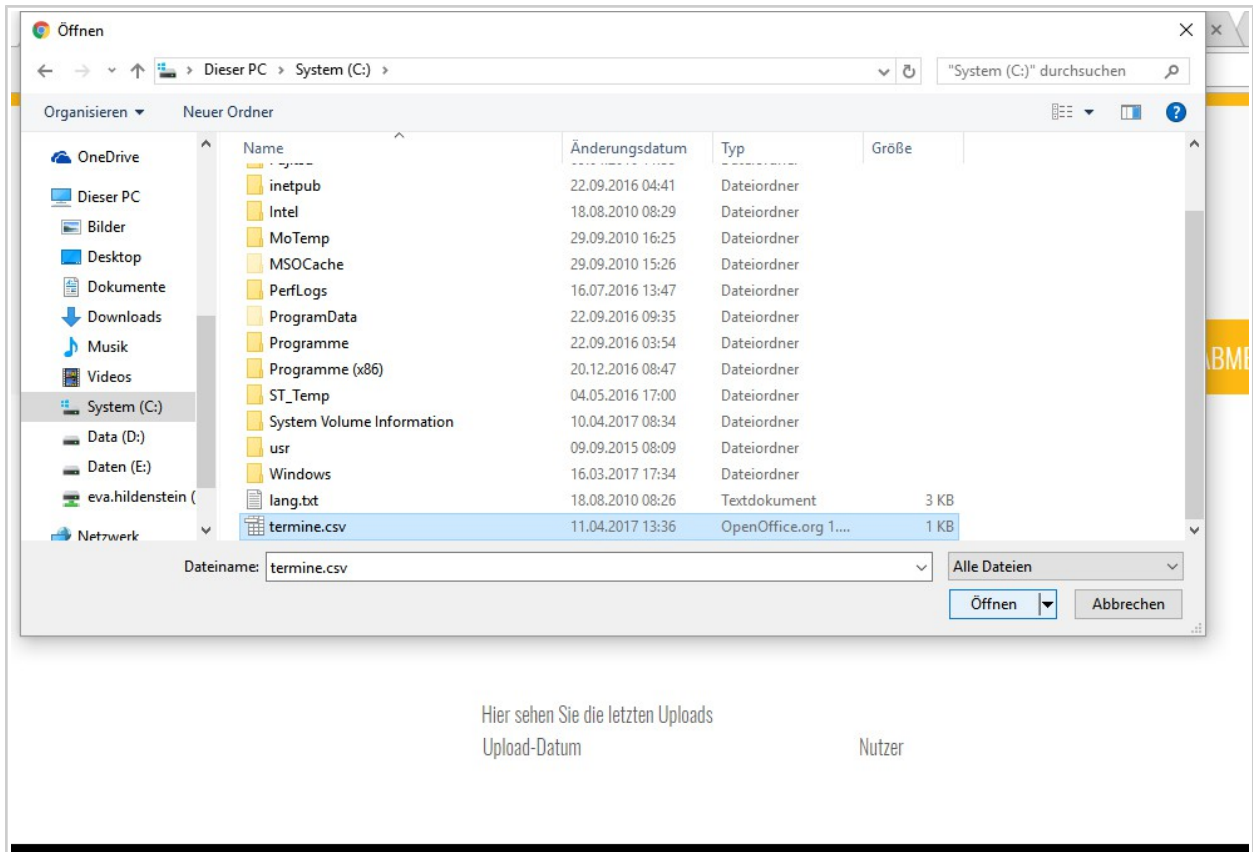 Öffnen
Dieser PC System (C:) "System (C:)" durchsuchen
Organisieren Neuer Ordner
OneDrive
Dieser PC
Bilder
Desktop
Dokumente
Downloads
Musik
Videos
System (C:)
Data (D:)
Daten (E:)
eva.hildenstein (
Netzwerk
Name Änderungsdatum Typ Größe
inetpub 22.09.2016 04:41 Dateiordner
Intel 18.08.2010 08:29 Dateiordner
MoTemp 29.09.2010 16:25 Dateiordner
MSOCache 29.09.2010 15:26 Dateiordner
PerfLogs 16.07.2016 13:47 Dateiordner
ProgramData 22.09.2016 09:35 Dateiordner
Programme 22.09.2016 03:54 Dateiordner
Programme (x86) 20.12.2016 08:47 Dateiordner
ST_Temp 04.05.2016 17:00 Dateiordner
System Volume Information 10.04.2017 08:34 Dateiordner
usr 09.09.2015 08:09 Dateiordner
Windows 16.03.2017 17:34 Dateiordner
lang.txt 18.08.2010 08:26 Textdokument 3 KB
termine.csv 11.04.2017 13:36 OpenOffice.org 1.... 1 KB
Dateiname: termine.csv Alle Dateien
Öffnen Abbrechen
Hier sehen Sie die letzten Uploads
Upload-Datum Nutzer